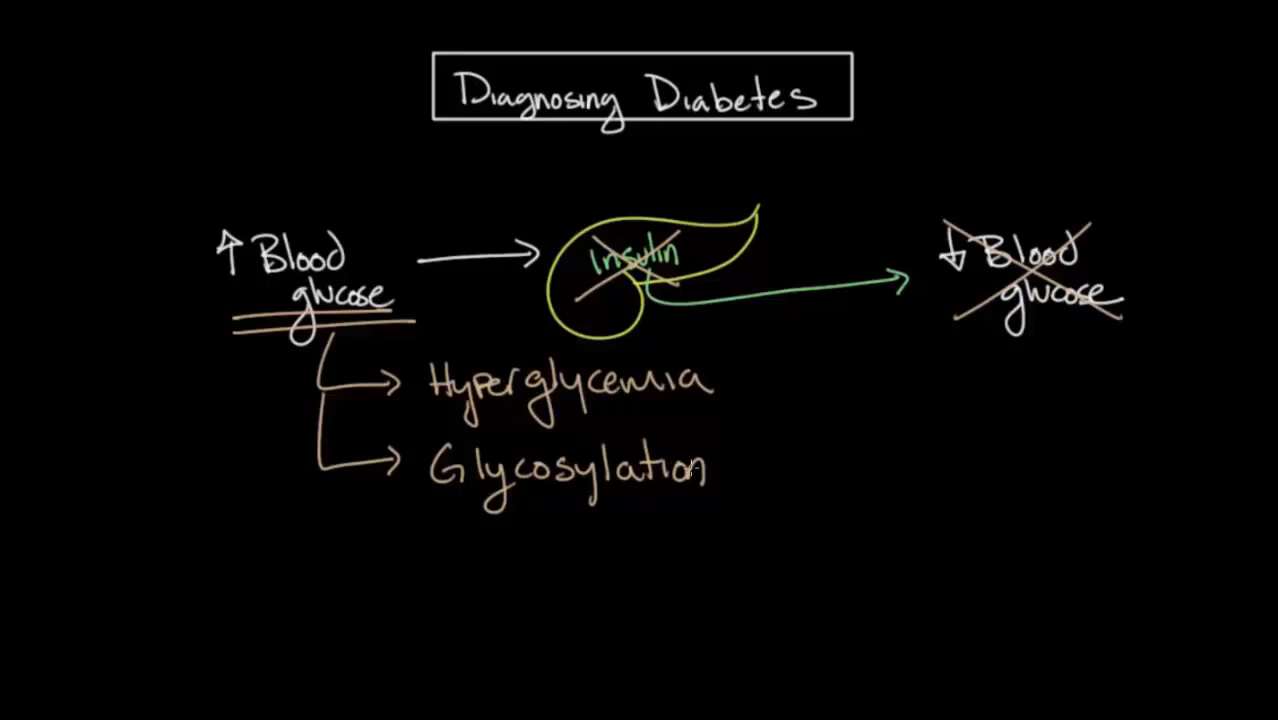 Diagnosing Diabetes
↑ Blood glucose
Insulin
↓ Blood glucose
Hyperglycemia
Glycosylation